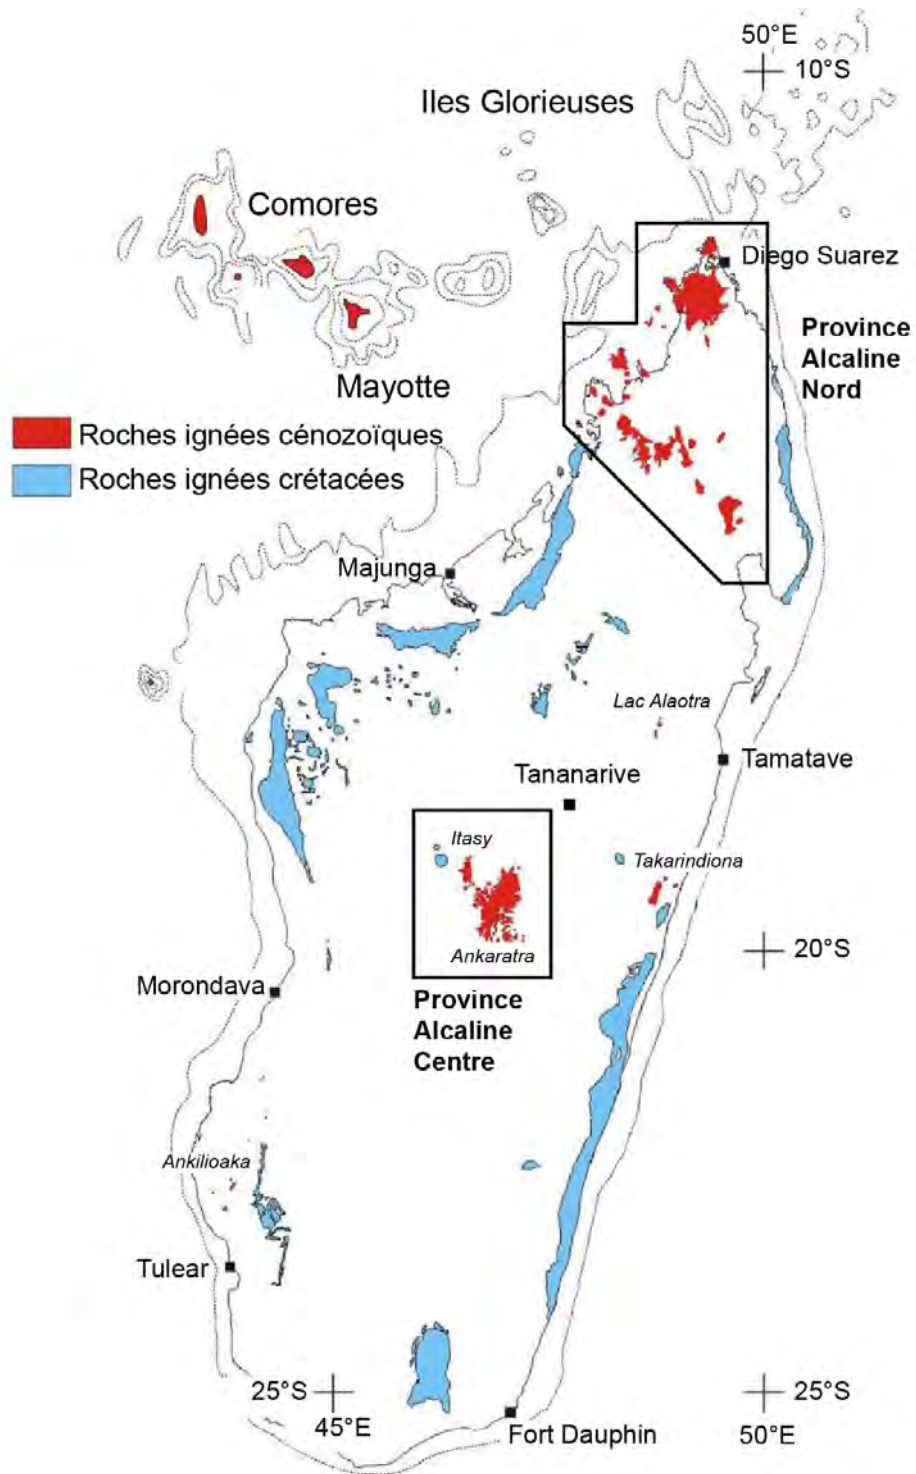 50°E
10°S
Iles Glorieuses
Comores
Diego Suarez
Province
Alcaline
Nord
Mayotte
Roches ignées cénozoïques
Roches ignées crétacées
Majunga
Lac Alaotra
Tamatave
Tananarive
Itasy
Takarindiona
Ankaratra
20°S
Morondava
Province
Alcaline
Centre
Ankilioaka
Tulear
25°S
45°E
25°S
50°E
Fort Dauphin